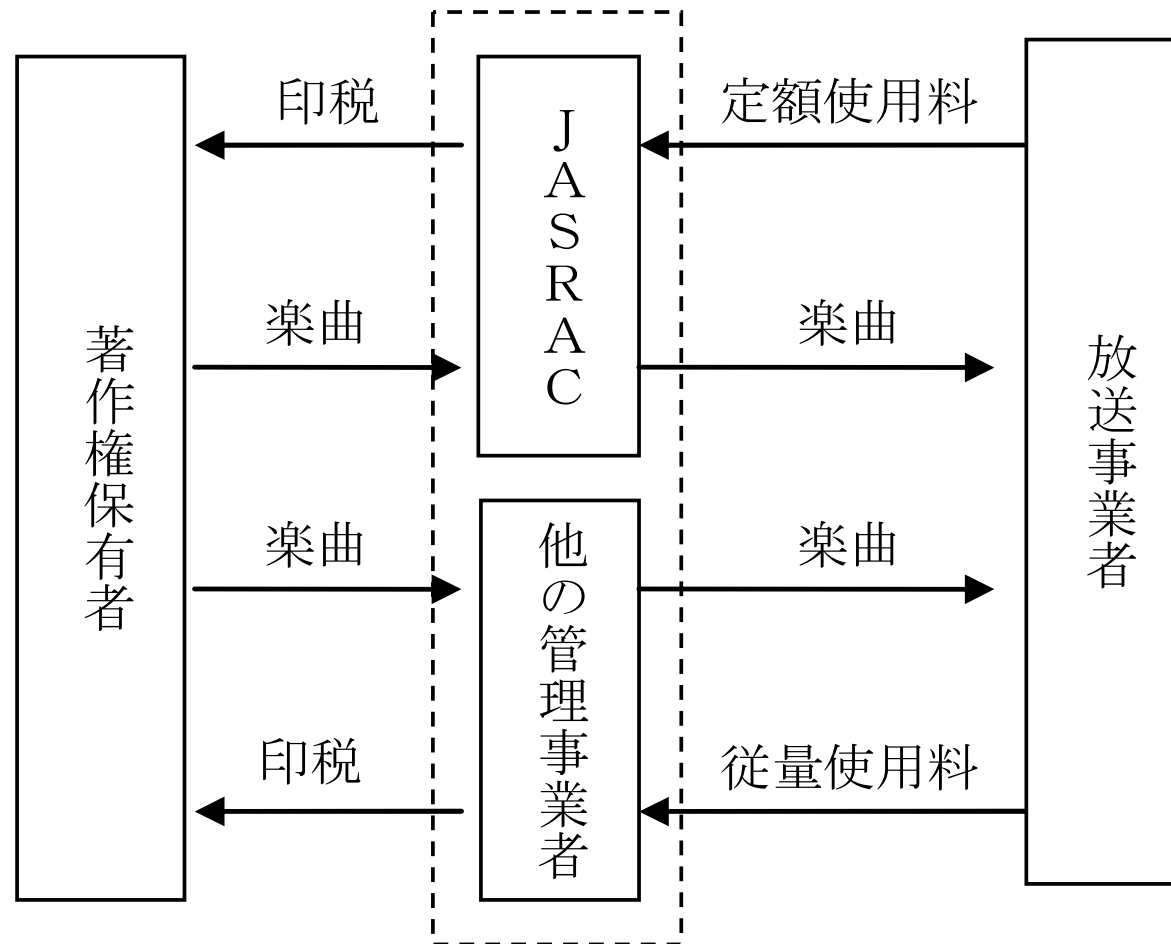 印税
定額使用料
JASRAC
楽曲
楽曲
著作権保有者
放送事業者
楽曲
楽曲
他の管理事業者
印税
従量使用料